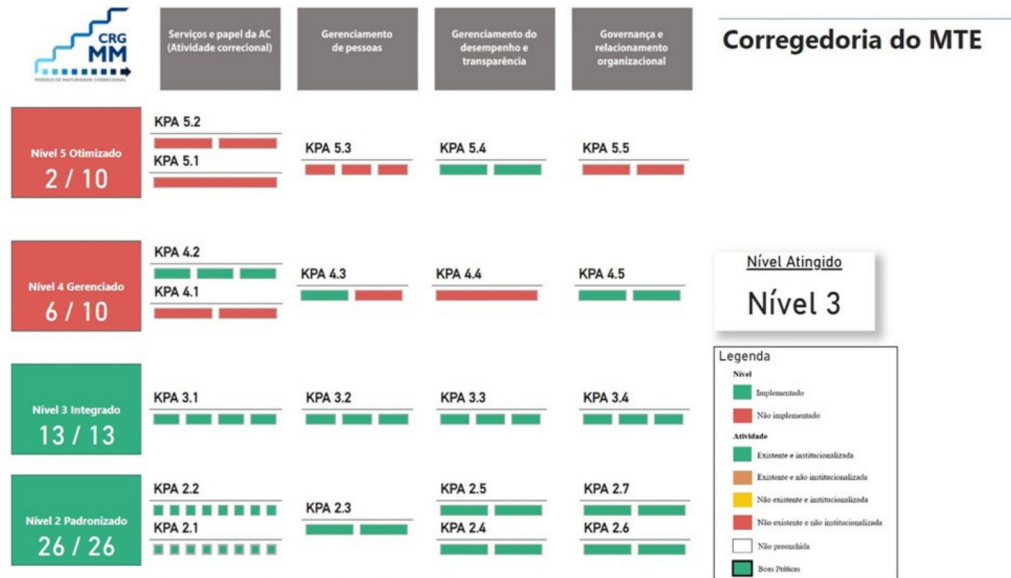 CRG
MM
MODELO DE MATURIDADE CORRECIONAL
Serviços e papel da AC
(Atividade correcional)
Gerenciamento
de pessoas
Gerenciamento do
desempenho e
transparência
Governança e
relacionamento
organizacional
Corregedoria do MTE
Nível 5 Otimizado
2 / 10
KPA 5.2
KPA 5.1
KPA 5.3
KPA 5.4
KPA 5.5
Nível 4 Gerenciado
6 / 10
KPA 4.2
KPA 4.1
KPA 4.3
KPA 4.4
KPA 4.5
Nível Atingido
Nível 3
Nível 3 Integrado
13 / 13
KPA 3.1
KPA 3.2
KPA 3.3
KPA 3.4
Nível 2 Padronizado
26 / 26
KPA 2.2
KPA 2.1
KPA 2.3
KPA 2.5
KPA 2.4
KPA 2.7
KPA 2.6
Legenda
Nível
Implementado
Não implementado
Atividade
Existente e institucionalizada
Existente e não institucionalizada
Não existente e institucionalizada
Não existente e não institucionalizada
Não preenchida
Boas Práticas